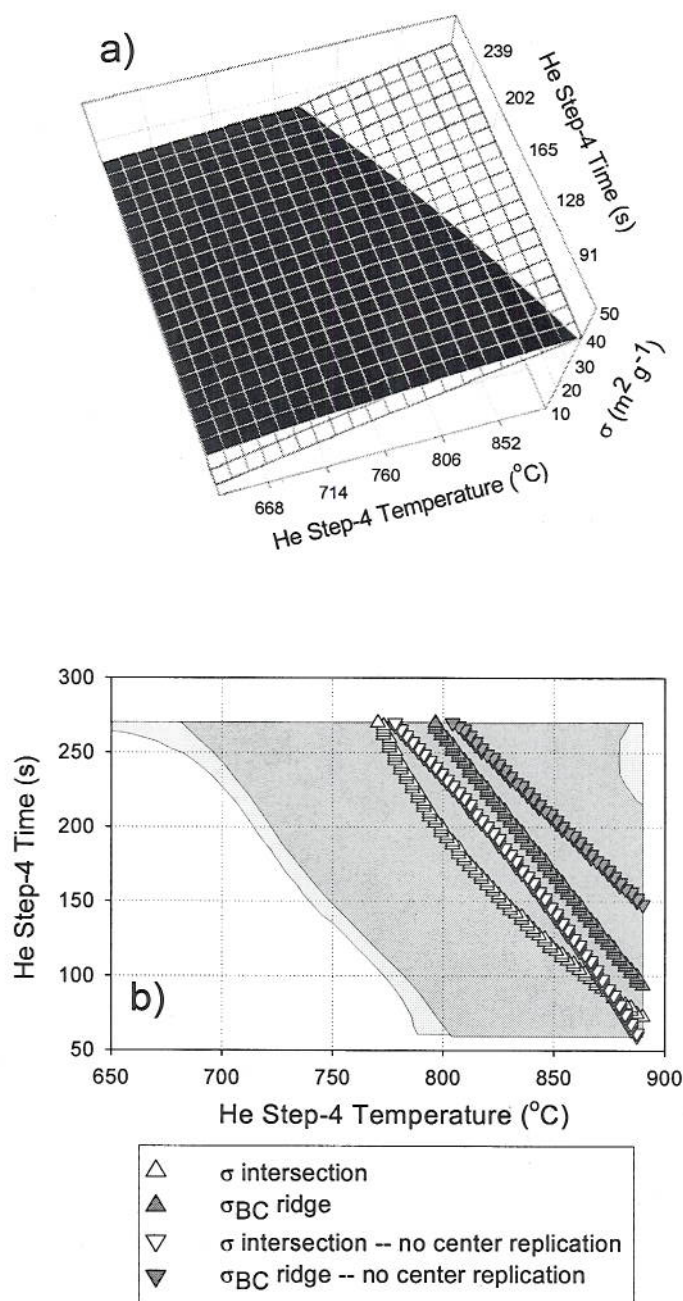 a)
239
202
165
128
91
He Step-4 Time (s)
50
40
30
20
10
σ (m² g⁻¹)
668
714
760
806
852
He Step-4 Temperature (°C)
300
250
200
150
100
50
He Step-4 Time (s)
b)
650
700
750
800
850
900
He Step-4 Temperature (°C)
σ intersection
σBC ridge
σ intersection -- no center replication
σBC ridge -- no center replication